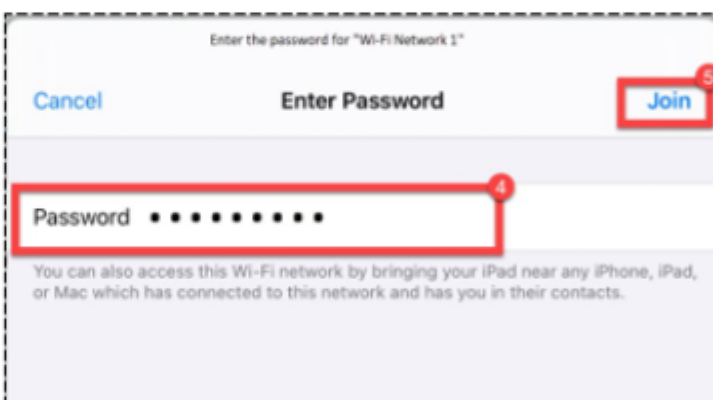 Enter the password for "Wi-Fi Network 1"
Cancel Enter Password Join
5
4
Password •••••••••
You can also access this Wi-Fi network by bringing your iPad near any iPhone, iPad,
or Mac which has connected to this network and has you in their contacts.